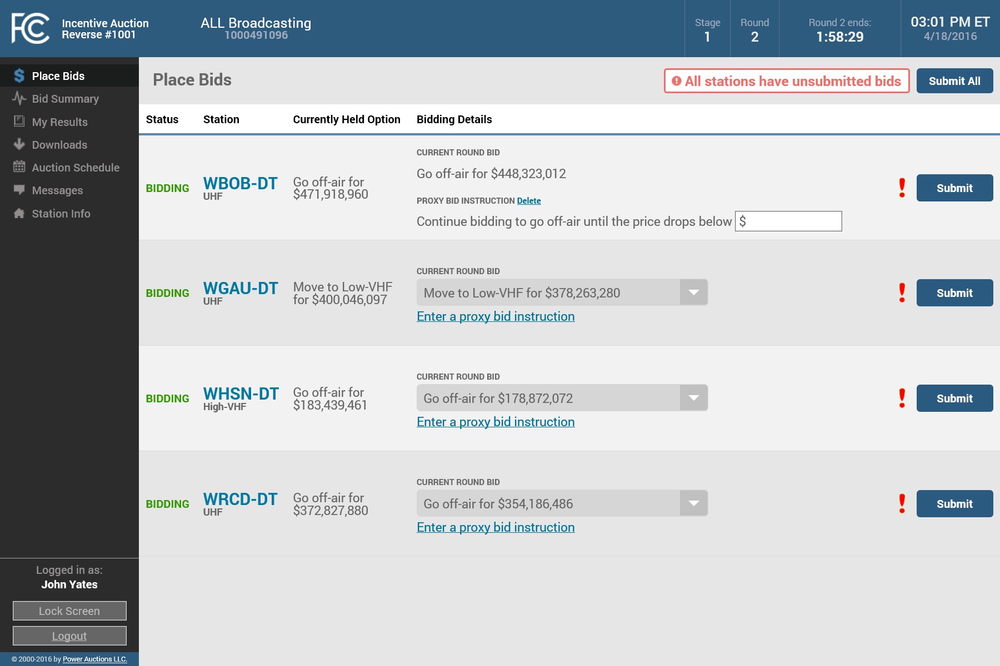 FCC
Incentive Auction
Reverse #1001
ALL Broadcasting
1000491096
Stage
1
Round
2
Round 2 ends:
1:58:29
03:01 PM ET
4/18/2016
Place Bids
Bid Summary
My Results
Downloads
Auction Schedule
Messages
Station Info
Logged in as:
John Yates
Lock Screen
Logout
© 2000-2016 by Power Auctions LLC.
Place Bids
All stations have unsubmitted bids
Submit All
Status Station Currently Held Option Bidding Details
BIDDING
WBOB-DT
UHF
Go off-air for
$471,918,960
CURRENT ROUND BID
Go off-air for $448,323,012
PROXY BID INSTRUCTION Delete
Continue bidding to go off-air until the price drops below $
Submit
BIDDING
WGAU-DT
UHF
Move to Low-VHF
for $400,046,097
CURRENT ROUND BID
Move to Low-VHF for $378,263,280
Enter a proxy bid instruction
Submit
BIDDING
WHSN-DT
High-VHF
Go off-air for
$183,439,461
CURRENT ROUND BID
Go off-air for $178,872,072
Enter a proxy bid instruction
Submit
BIDDING
WRCD-DT
UHF
Go off-air for
$372,827,880
CURRENT ROUND BID
Go off-air for $354,186,486
Enter a proxy bid instruction
Submit